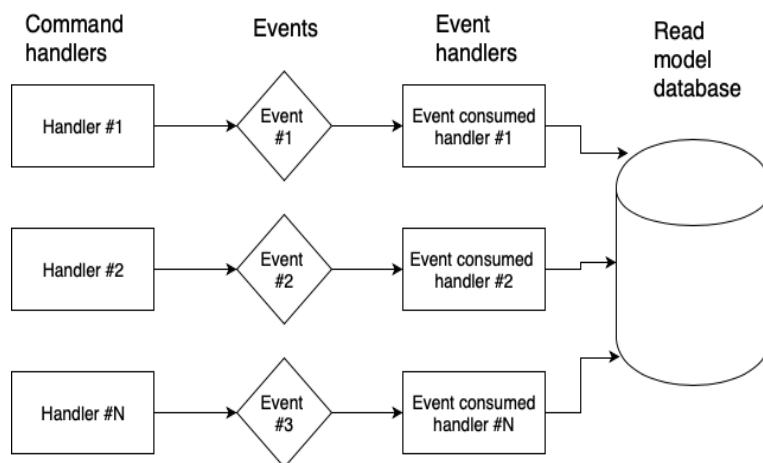 Command
handlers
Events
Event
handlers
Read
model
database
Handler #1
Event
#1
Event consumed
handler #1
Handler #2
Event
#2
Event consumed
handler #2
Handler #N
Event
#3
Event consumed
handler #N